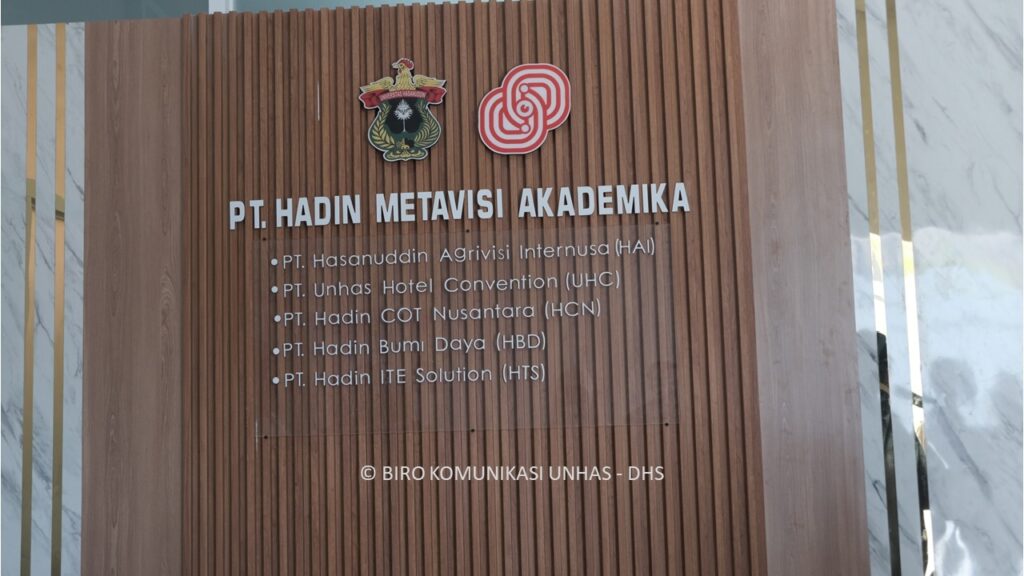 PT. HADIN METAVISI AKADEMIKA
• PT. Hasanuddin Agrivisi Internusa (HAI)
• PT. Unhas Hotel Convention (UHC)
• PT. Hadin COT Nusantara (HCN)
• PT. Hadin Bumi Daya (HBD)
• PT. Hadin ITE Solution (HTS)
© BIRO KOMUNIKASI UNHAS - DHS